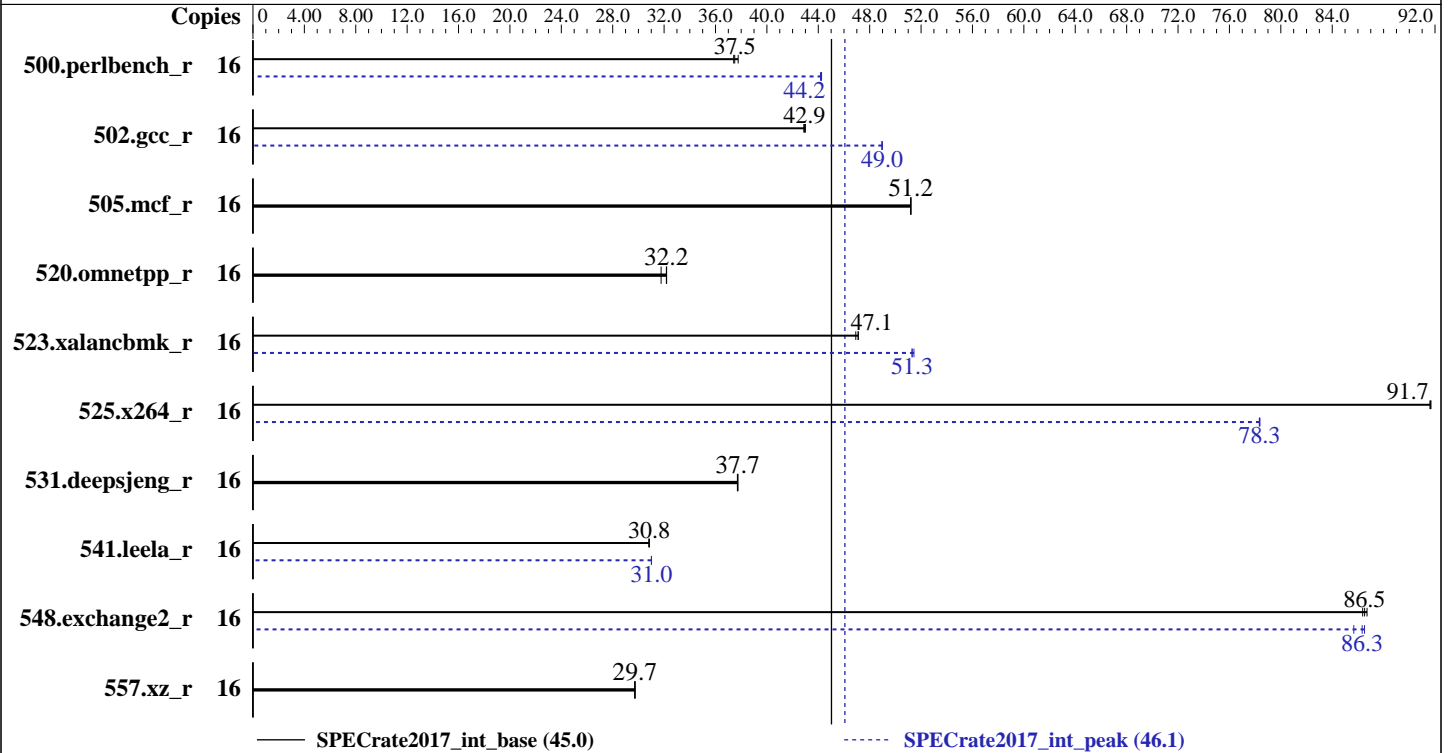 Copies 0 4.00 8.00 12.0 16.0 20.0 24.0 28.0 32.0 36.0 40.0 44.0 48.0 52.0 56.0 60.0 64.0 68.0 72.0 76.0 80.0 84.0 92.0
37.5
500.perlbench_r 16
44.2
42.9
502.gcc_r 16
49.0
51.2
505.mcf_r 16
32.2
520.omnetpp_r 16
47.1
523.xalancbmk_r 16
51.3
91.7
525.x264_r 16
78.3
37.7
531.deepsjeng_r 16
30.8
541.leela_r 16
31.0
86.5
548.exchange2_r 16
86.3
29.7
557.xz_r 16
SPECrate2017_int_base (45.0) SPECrate2017_int_peak (46.1)